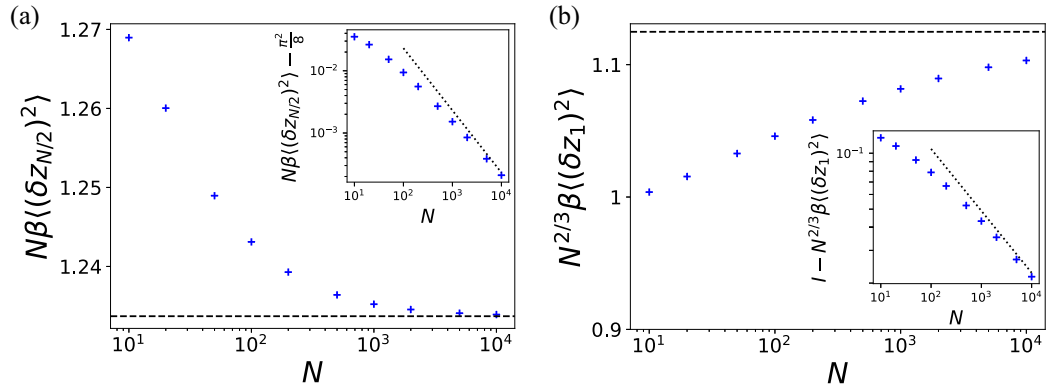 (a)
1.27
1.26
1.25
1.24
Nβ⟨(δz_{N/2})²⟩
10¹ 10² 10³ 10⁴
N
Nβ⟨(δz_{N/2})²⟩ − π²/8
10⁻²
10⁻³
10¹ 10² 10³ 10⁴
N
(b)
1.1
1
0.9
N^{2/3}β⟨(δz₁)²⟩
10¹ 10² 10³ 10⁴
N
I − N^{2/3}β⟨(δz₁)²⟩
10⁻¹
10¹ 10² 10³ 10⁴
N